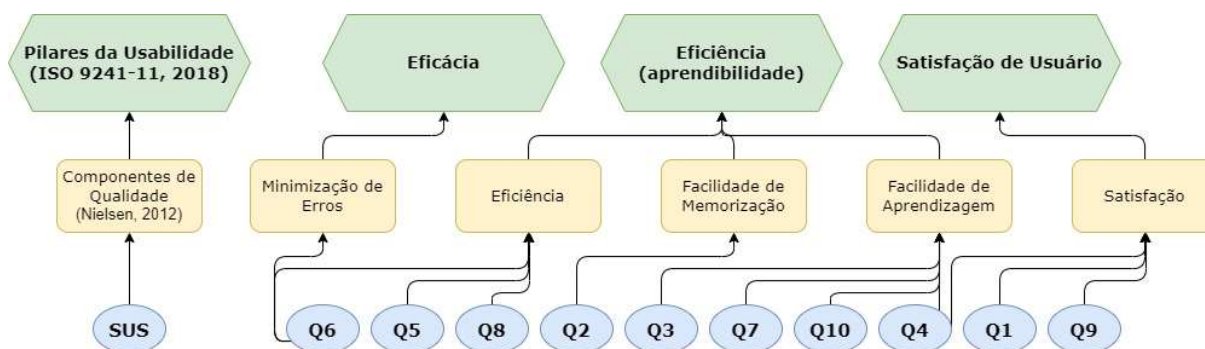 Pilares da Usabilidade
(ISO 9241-11, 2018)
Eficácia
Eficiência
(aprendibilidade)
Satisfação de Usuário
Componentes de
Qualidade
(Nielsen, 2012)
Minimização de
Erros
Eficiência
Facilidade de
Memorização
Facilidade de
Aprendizagem
Satisfação
SUS
Q6
Q5
Q8
Q2
Q3
Q7
Q10
Q4
Q1
Q9